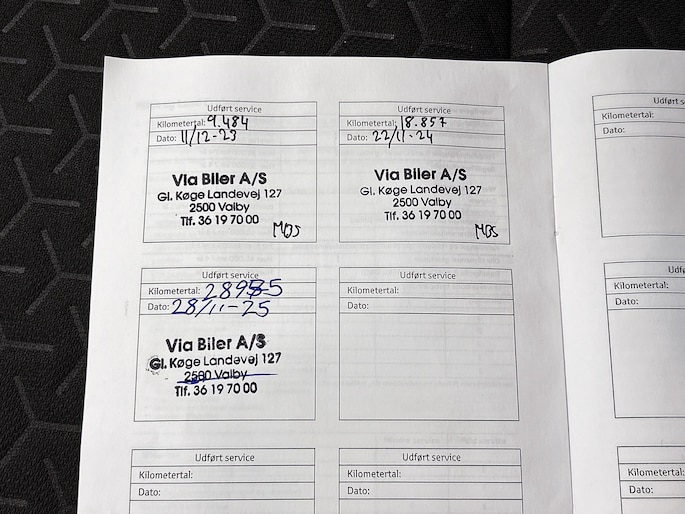 Udført service
Kilometertal: 9.484
Dato: 11/12-23
Via Biler A/S
Gl. Køge Landevej 127
2500 Valby
Tlf. 36 19 70 00
MBS
Udført service
Kilometertal: 18.857
Dato: 22/11-24
Via Biler A/S
Gl. Køge Landevej 127
2500 Valby
Tlf. 36 19 70 00
MBS
Udført service
Kilometertal: 28985
Dato: 28/11-25
Via Biler A/S
Gl. Køge Landevej 127
2500 Valby
Tlf. 36 19 70 00
Udført service
Kilometertal:
Dato:
Udført service
Kilometertal:
Dato:
Udført service
Kilometertal:
Dato:
Udført s
Kilometertal:
Dato:
Udfø
Kilometertal:
Dato:
Kilometertal:
Dato: